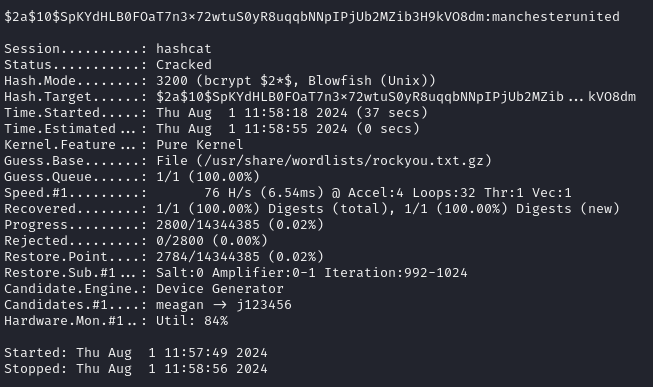 $2a$10$SpKYdHLB0FOaT7n3×72wtuS0yR8uqqbNNpIPjUb2MZib3H9kVO8dm:manchesterunited
Session..........: hashcat
Status...........: Cracked
Hash.Mode........: 3200 (bcrypt $2*$, Blowfish (Unix))
Hash.Target......: $2a$10$SpKYdHLB0FOaT7n3×72wtuS0yR8uqqbNNpIPjUb2MZib...kVO8dm
Time.Started.....: Thu Aug  1 11:58:18 2024 (37 secs)
Time.Estimated...: Thu Aug  1 11:58:55 2024 (0 secs)
Kernel.Feature...: Pure Kernel
Guess.Base.......: File (/usr/share/wordlists/rockyou.txt.gz)
Guess.Queue......: 1/1 (100.00%)
Speed.#1.........:       76 H/s (6.54ms) @ Accel:4 Loops:32 Thr:1 Vec:1
Recovered........: 1/1 (100.00%) Digests (total), 1/1 (100.00%) Digests (new)
Progress.........: 2800/14344385 (0.02%)
Rejected.........: 0/2800 (0.00%)
Restore.Point....: 2784/14344385 (0.02%)
Restore.Sub.#1...: Salt:0 Amplifier:0-1 Iteration:992-1024
Candidate.Engine.: Device Generator
Candidates.#1....: meagan → j123456
Hardware.Mon.#1..: Util: 84%
Started: Thu Aug  1 11:57:49 2024
Stopped: Thu Aug  1 11:58:56 2024